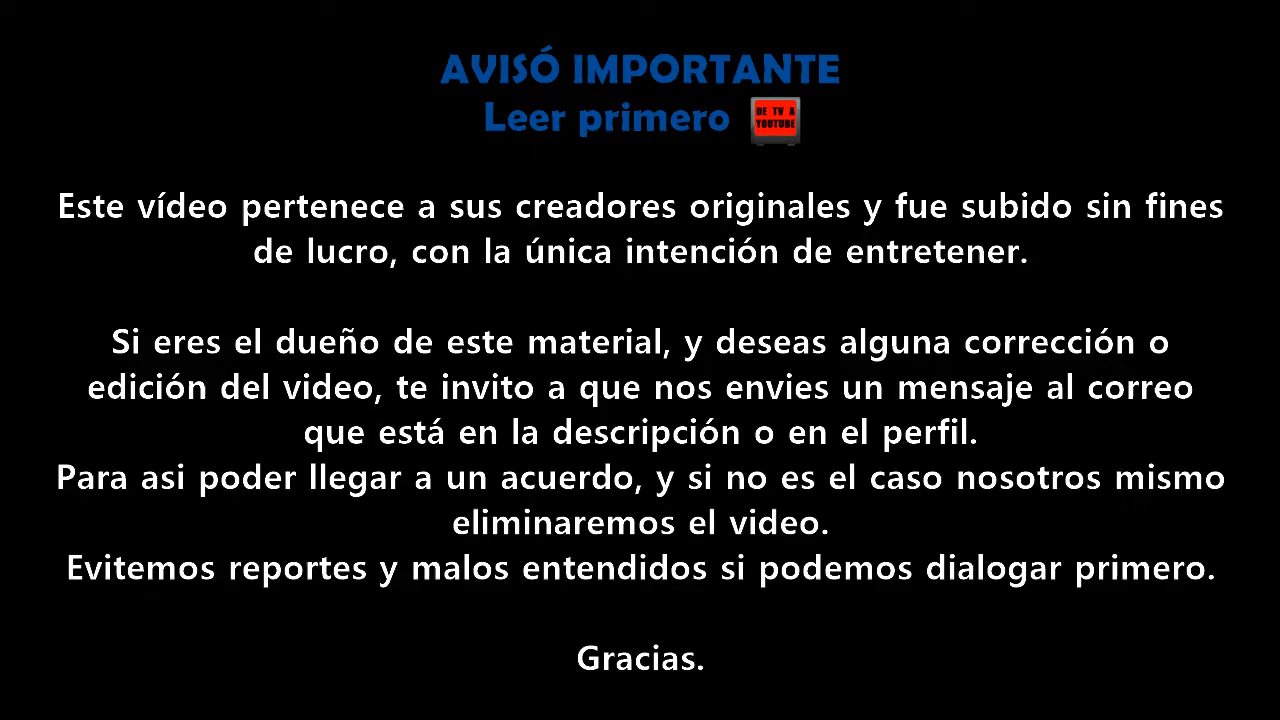 AVISÓ IMPORTANTE
Leer primero
DE TV A
YOUTUBE
Este vídeo pertenece a sus creadores originales y fue subido sin fines
de lucro, con la única intención de entretener.
Si eres el dueño de este material, y deseas alguna corrección o
edición del video, te invito a que nos envies un mensaje al correo
que está en la descripción o en el perfil.
Para asi poder llegar a un acuerdo, y si no es el caso nosotros mismo
eliminaremos el video.
Evitemos reportes y malos entendidos si podemos dialogar primero.
Gracias.